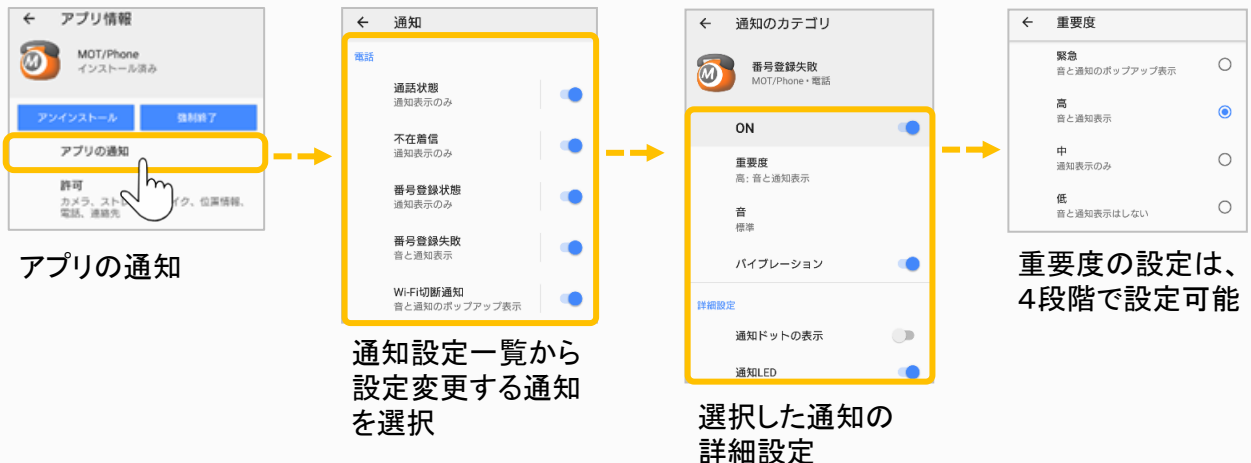 ← アプリ情報
MOT/Phone
インストール済み
アンインストール
強制終了
アプリの通知
許可
カメラ、スト イク、位置情報、
電話、連絡先
アプリの通知
← 通知
電話
通話状態
通知表示のみ
不在着信
通知表示のみ
番号登録状態
通知表示のみ
番号登録失敗
音と通知表示
Wi-Fi切断通知
音と通知のポップアップ表示
通知設定一覧から
設定変更する通知
を選択
← 通知のカテゴリ
番号登録失敗
MOT/Phone・電話
ON
重要度
高: 音と通知表示
音
標準
バイブレーション
詳細設定
通知ドットの表示
通知LED
選択した通知の
詳細設定
← 重要度
緊急
音と通知のポップアップ表示
高
音と通知表示
中
通知表示のみ
低
音と通知表示はしない
重要度の設定は、
4段階で設定可能